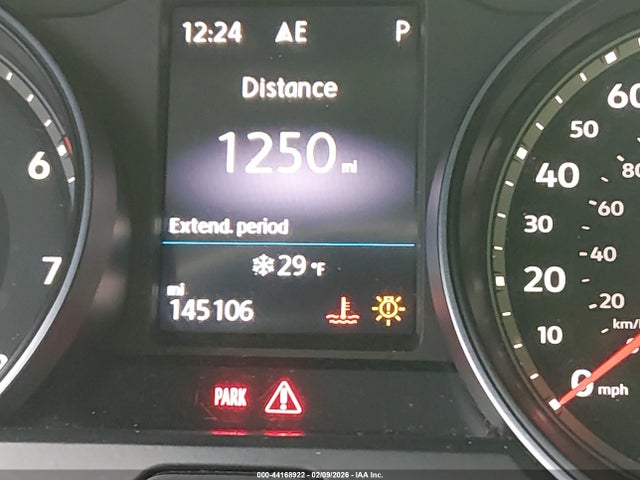 12:24 AE P
Distance
1250 mi
Extend. period
29 °F
mi
145106
PARK
6
7
60
50
40
30
20
10
0 mph
80
60
40
20
km/h
000-44168922 - 02/09/2026 - IAA Inc.